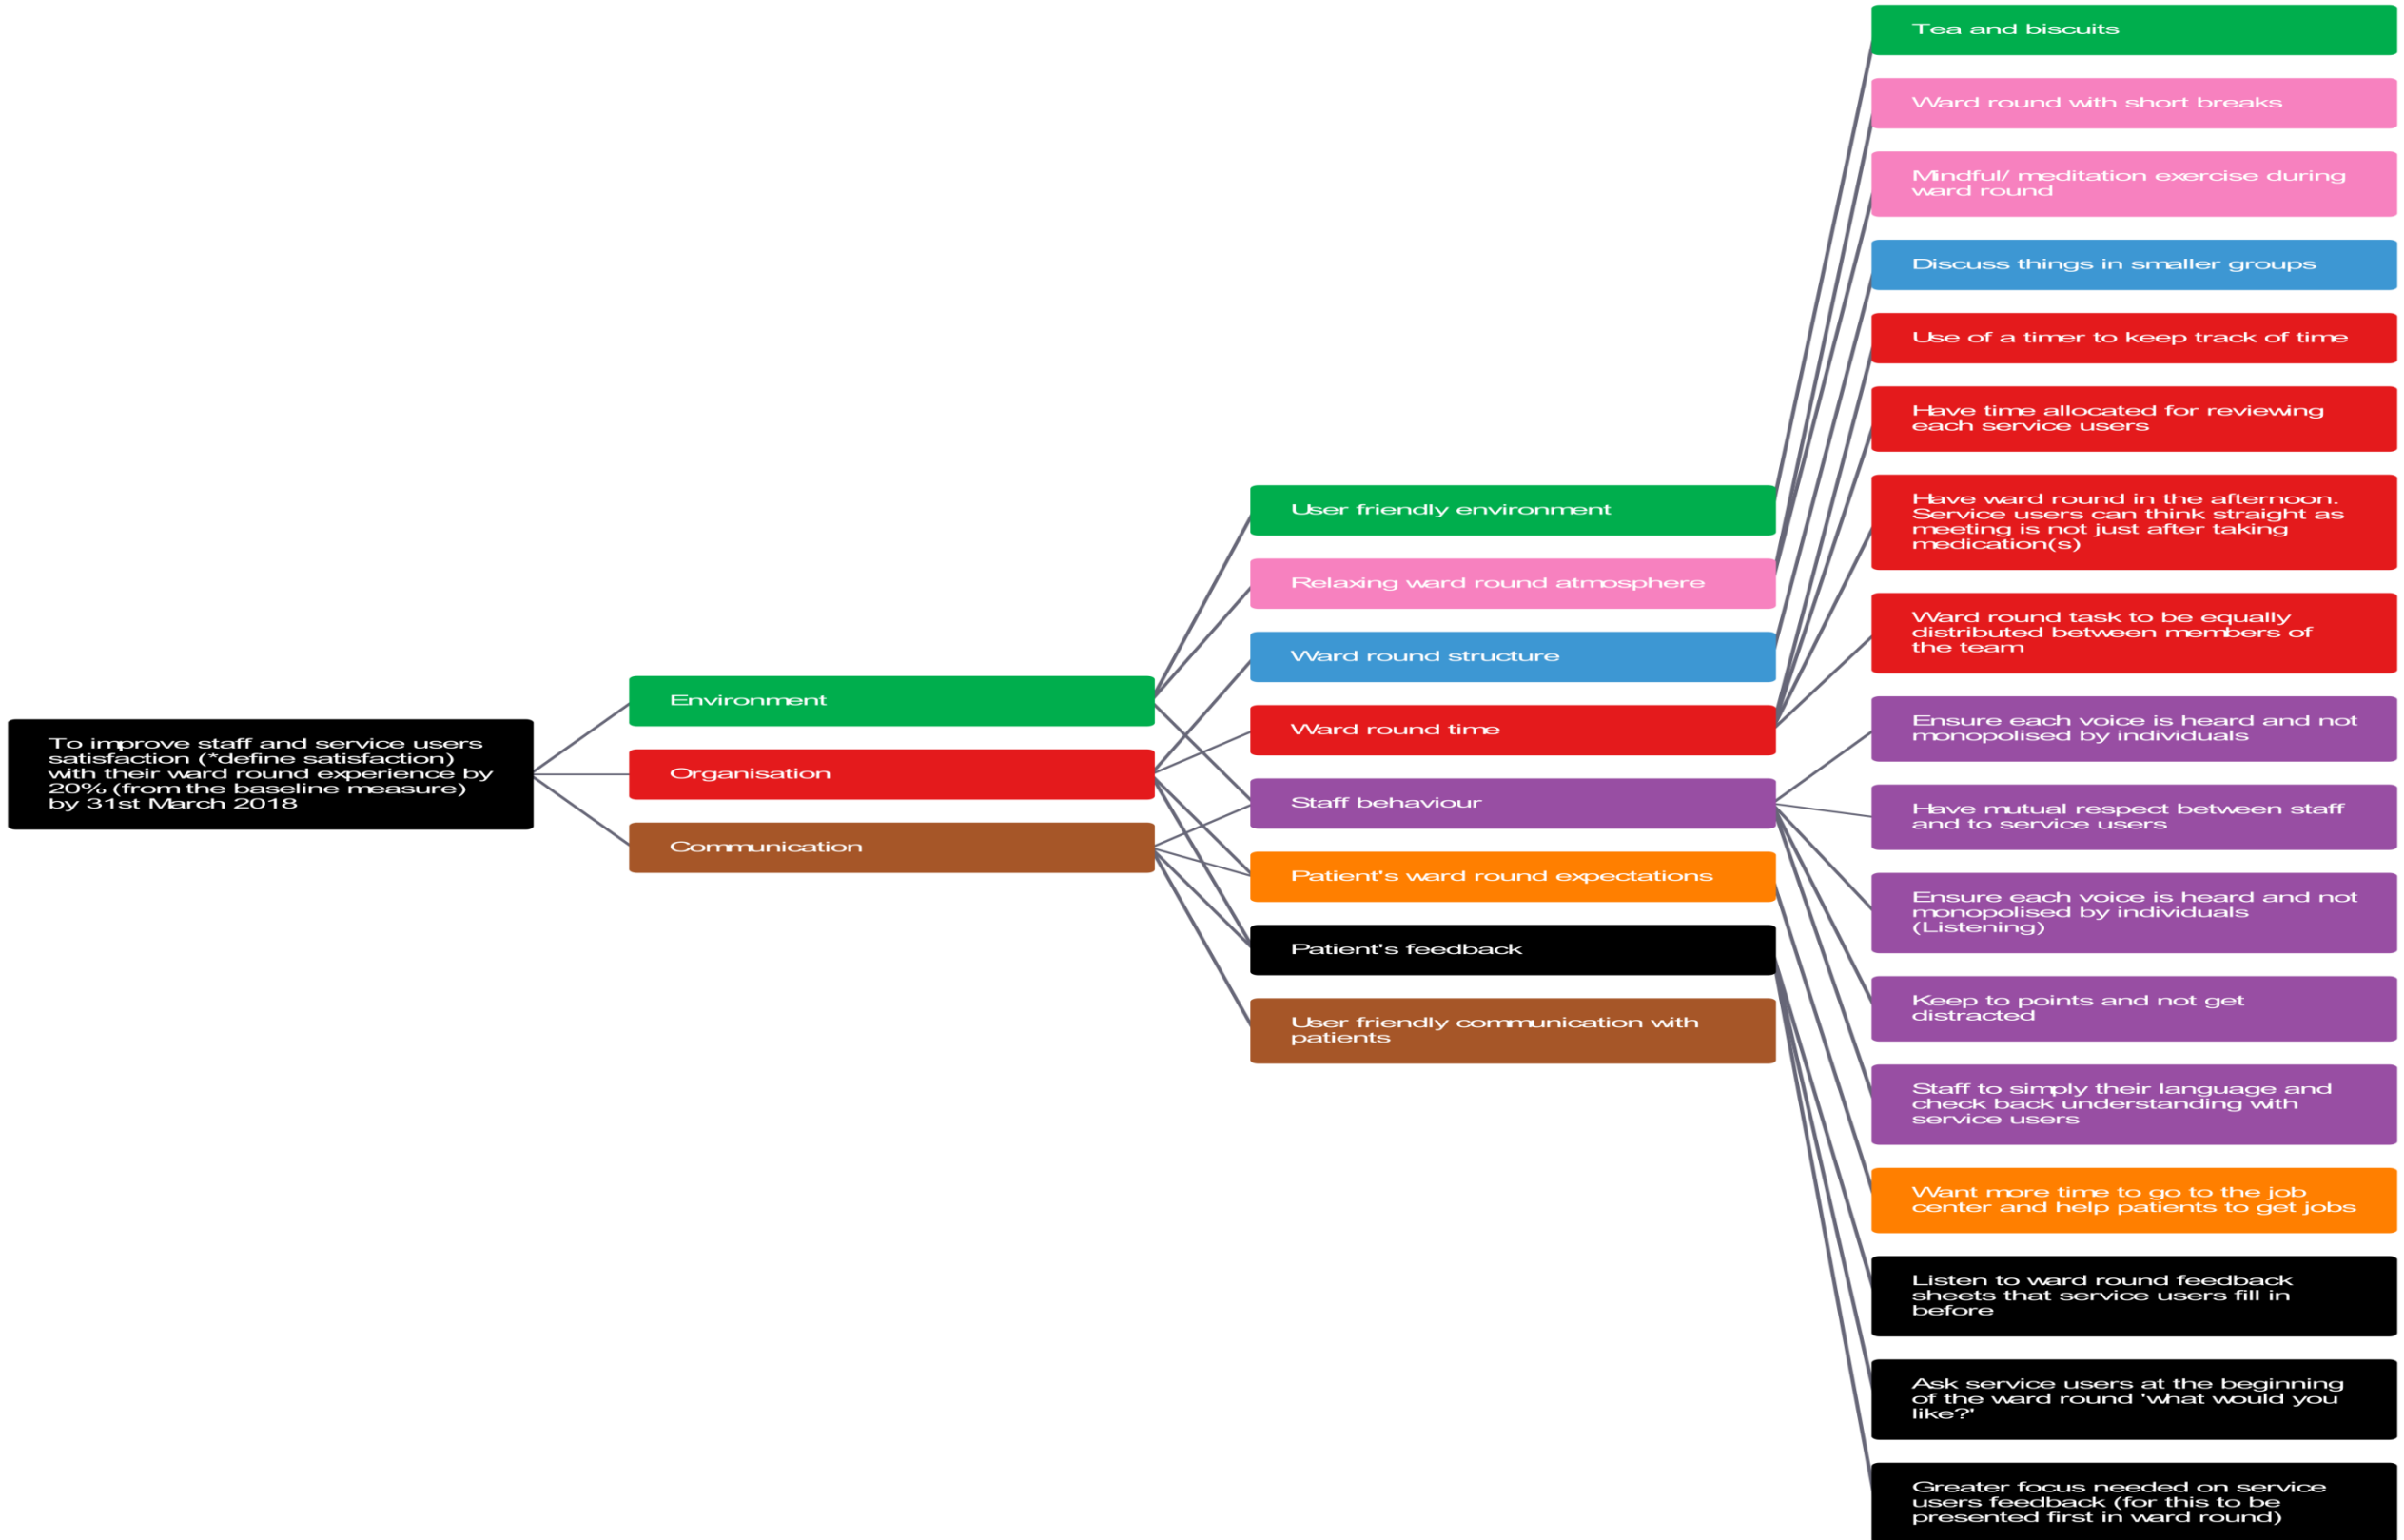 To improve staff and service users
satisfaction (*define satisfaction)
with their ward round experience by
20% (from the baseline measure)
by 31st March 2018
Environment
Organisation
Communication
User friendly environment
Relaxing ward round atmosphere
Ward round structure
Ward round time
Staff behaviour
Patient's ward round expectations
Patient's feedback
User friendly communication with
patients
Tea and biscuits
Ward round with short breaks
Mindful/ meditation exercise during
ward round
Discuss things in smaller groups
Use of a timer to keep track of time
Have time allocated for reviewing
each service users
Have ward round in the afternoon.
Service users can think straight as
meeting is not just after taking
medication(s)
Ward round task to be equally
distributed between members of
the team
Ensure each voice is heard and not
monopolised by individuals
Have mutual respect between staff
and to service users
Ensure each voice is heard and not
monopolised by individuals
(Listening)
Keep to points and not get
distracted
Staff to simply their language and
check back understanding with
service users
Want more time to go to the job
center and help patients to get jobs
Listen to ward round feedback
sheets that service users fill in
before
Ask service users at the beginning
of the ward round 'what would you
like?'
Greater focus needed on service
users feedback (for this to be
presented first in ward round)